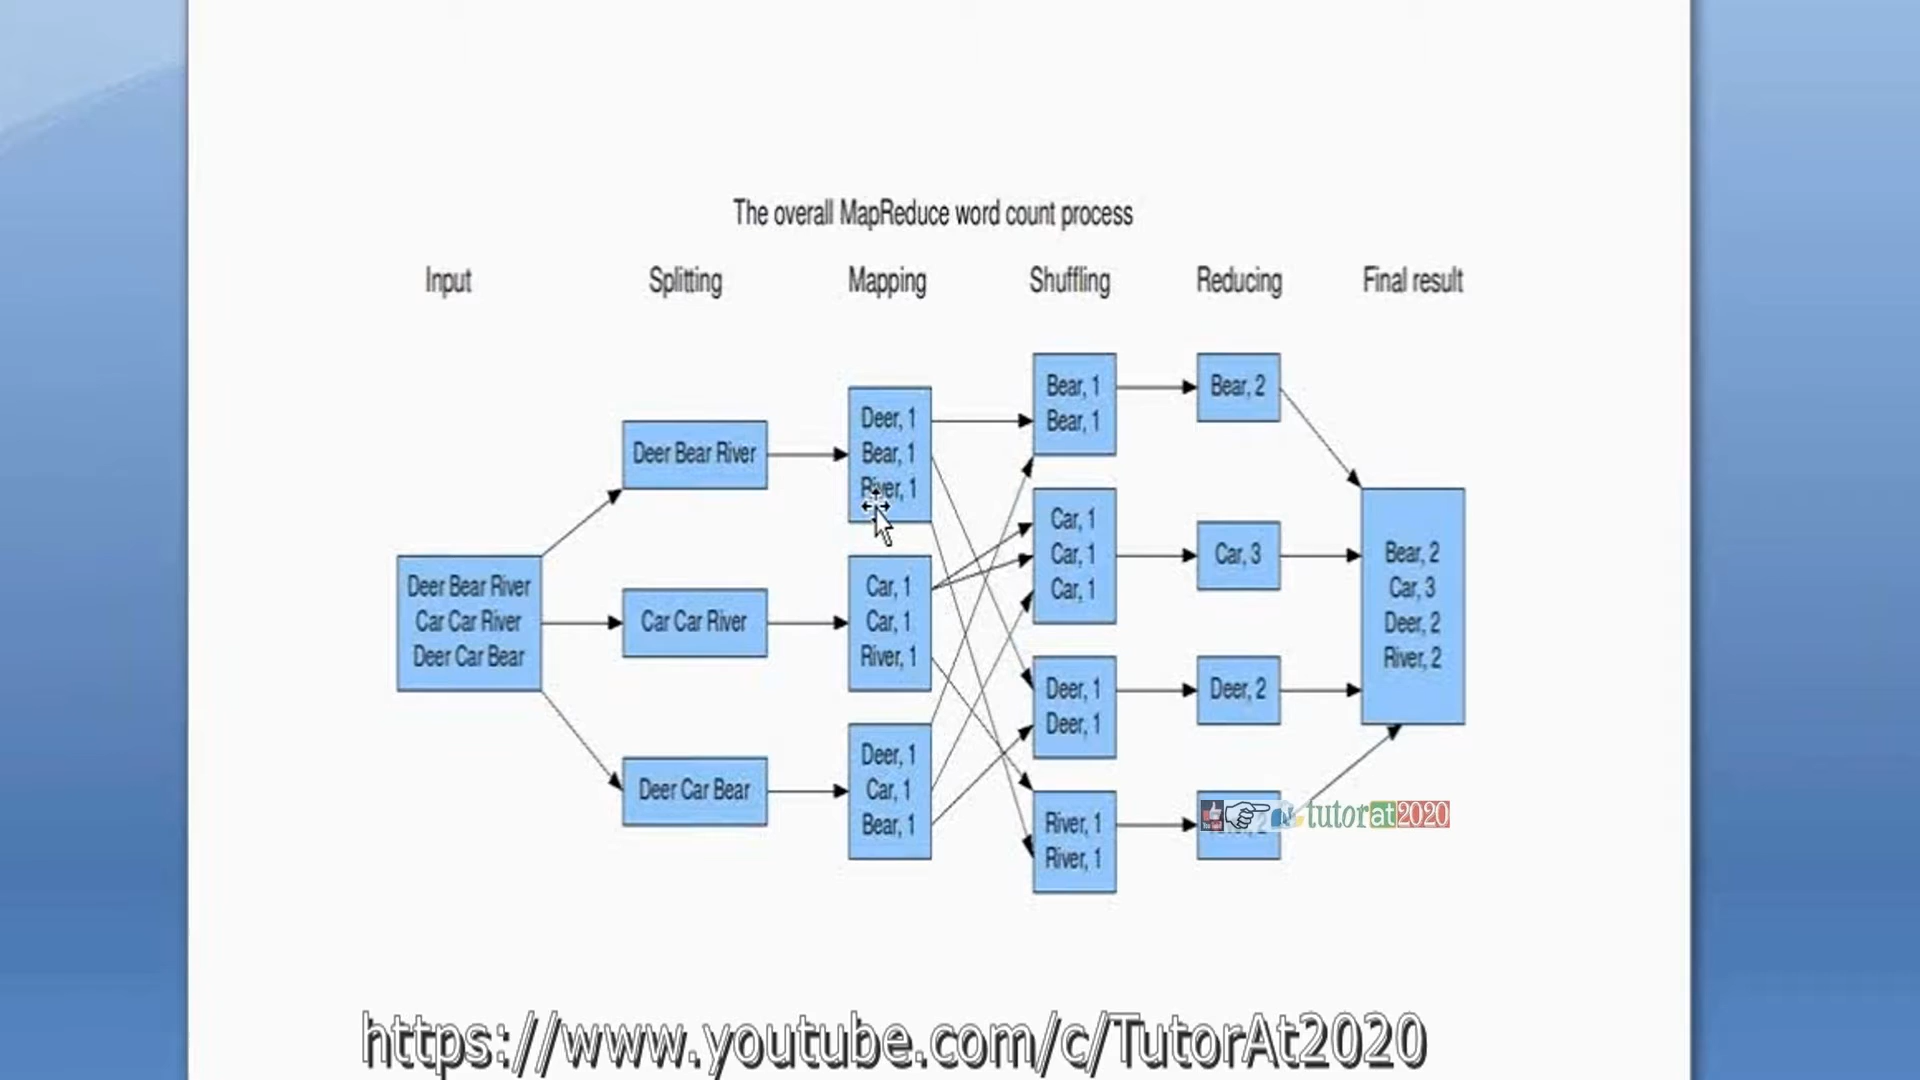 The overall MapReduce word count process
Input
Splitting
Mapping
Shuffling
Reducing
Final result
Deer Bear River
Car Car River
Deer Car Bear
Deer Bear River
Car Car River
Deer Car Bear
Deer, 1
Bear, 1
River, 1
Car, 1
Car, 1
River, 1
Deer, 1
Car, 1
Bear, 1
Bear, 1
Bear, 1
Car, 1
Car, 1
Car, 1
Deer, 1
Deer, 1
River, 1
River, 1
Bear, 2
Car, 3
Deer, 2
Bear, 2
Car, 3
Deer, 2
River, 2
tutorat2020
https://www.youtube.com/c/TutorAt2020